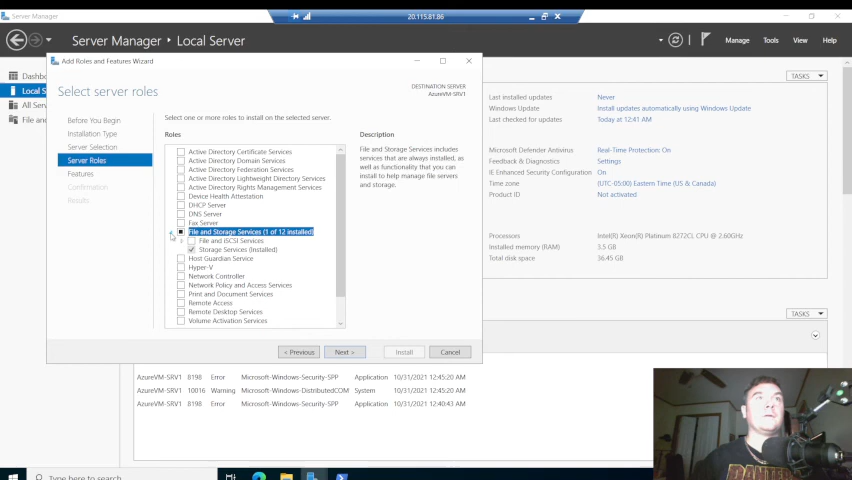 Server Manager
20.115.81.86
Server Manager ‣ Local Server
Manage Tools View Help
Add Roles and Features Wizard
Select server roles
DESTINATION SERVER
AzureVM-SRV1
Before You Begin
Installation Type
Server Selection
Server Roles
Features
Confirmation
Results
Select one or more roles to install on the selected server.
Roles
Active Directory Certificate Services
Active Directory Domain Services
Active Directory Federation Services
Active Directory Lightweight Directory Services
Active Directory Rights Management Services
Device Health Attestation
DHCP Server
DNS Server
Fax Server
File and Storage Services (1 of 12 installed)
File and iSCSI Services
Storage Services (Installed)
Host Guardian Service
Hyper-V
Network Controller
Network Policy and Access Services
Print and Document Services
Remote Access
Remote Desktop Services
Volume Activation Services
Description
File and Storage Services includes
services that are always installed, as
well as functionality that you can
install to help manage file servers
and storage.
< Previous Next > Install Cancel
TASKS
Last installed updates Never
Windows Update Install updates automatically using Windows Update
Last checked for updates Today at 12:41 AM
Microsoft Defender Antivirus Real-Time Protection: On
Feedback & Diagnostics Settings
IE Enhanced Security Configuration On
Time zone (UTC-05:00) Eastern Time (US & Canada)
Product ID Not activated
Processors Intel(R) Xeon(R) Platinum 8272CL CPU @ 2.60GHz
Installed memory (RAM) 3.5 GB
Total disk space 36.45 GB
TASKS
AzureVM-SRV1 8198 Error Microsoft-Windows-Security-SPP Application 10/31/2021 12:45:20 AM
AzureVM-SRV1 10016 Warning Microsoft-Windows-DistributedCOM System 10/31/2021 12:45:20 AM
AzureVM-SRV1 8198 Error Microsoft-Windows-Security-SPP Application 10/31/2021 12:40:43 AM
Type here to search